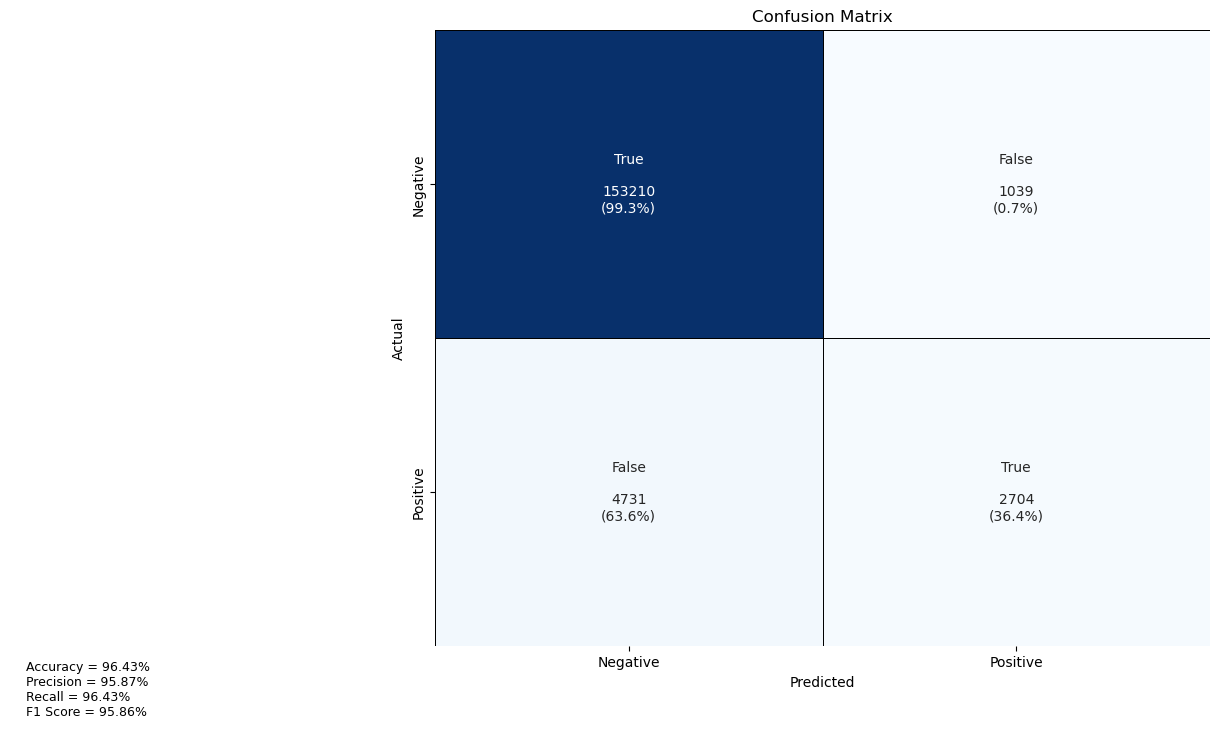 Confusion Matrix
True
153210
(99.3%)
False
1039
(0.7%)
Negative
Actual
False
4731
(63.6%)
True
2704
(36.4%)
Positive
Negative
Positive
Predicted
Accuracy = 96.43%
Precision = 95.87%
Recall = 96.43%
F1 Score = 95.86%